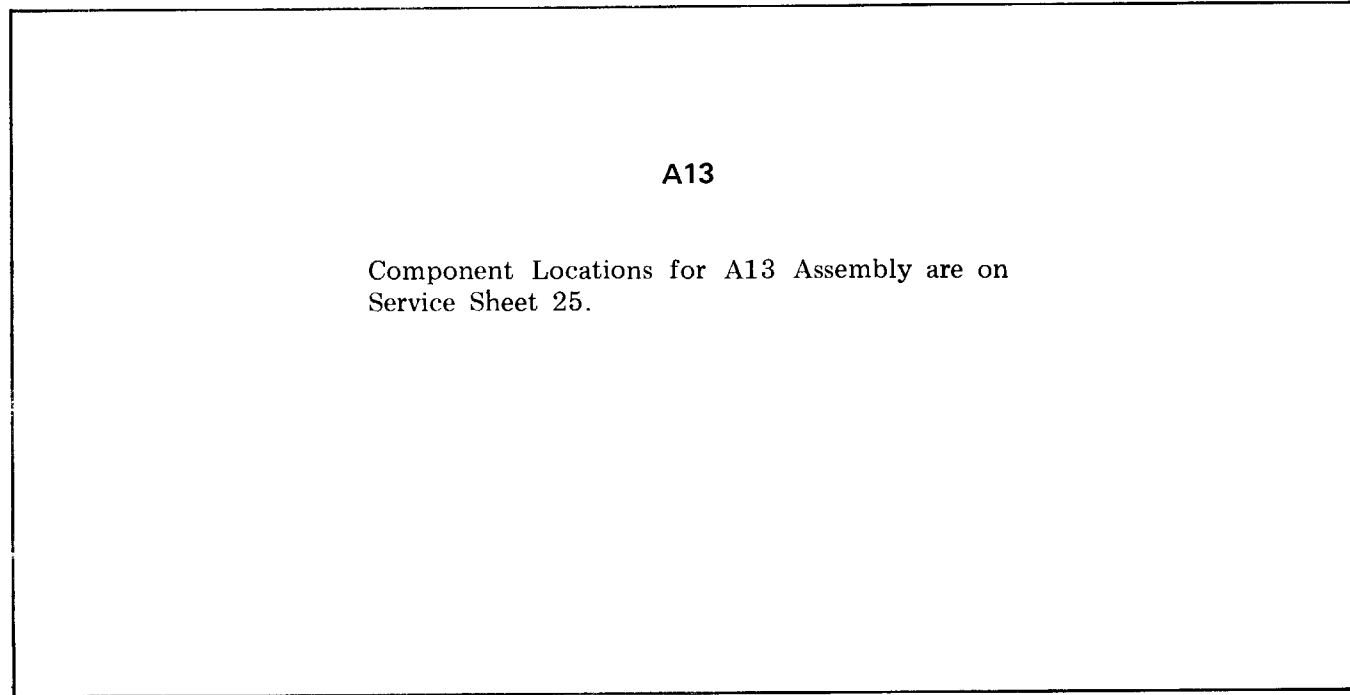 A13
Component Locations for A13 Assembly are on
Service Sheet 25.